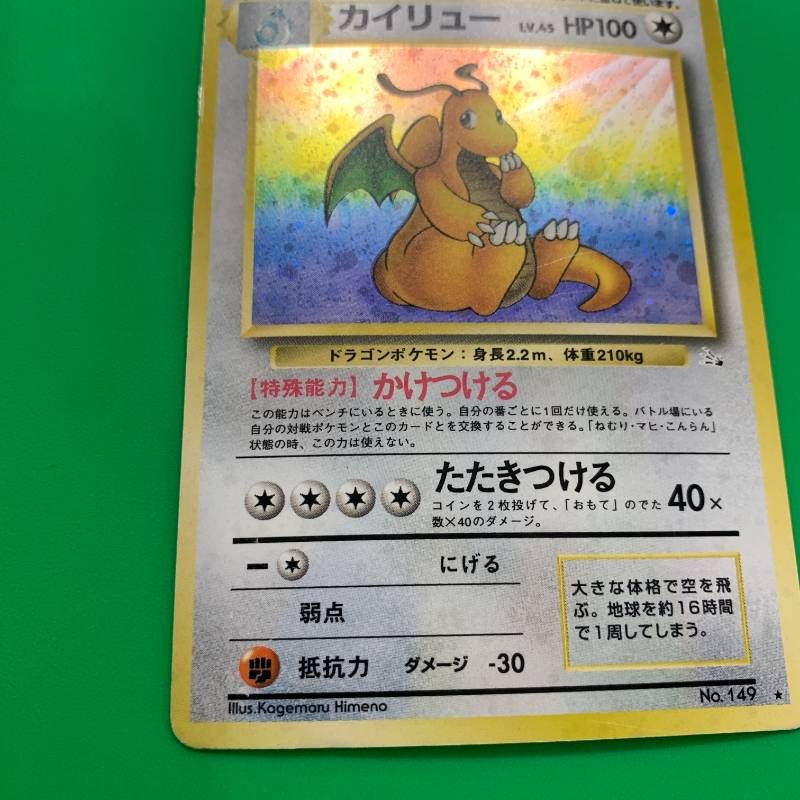 カイリュー LV.45 HP100
ドラゴンポケモン：身長2.2m、体重210kg
【特殊能力】かけつける
この能力はベンチにいるときに使う。自分の番ごとに1回だけ使える。バトル場にいる
自分の対戦ポケモンとこのカードとを交換することができる。「ねむり・マヒ・こんらん」
状態の時、この力は使えない。
たたきつける
コインを２枚投げて、「おもて」のでた
数×40のダメージ。
40×
にげる
弱点
抵抗力 ダメージ -30
大きな体格で空を飛
ぶ。地球を約16時間
で1周してしまう。
Illus.Kagemaru Himeno
No.149